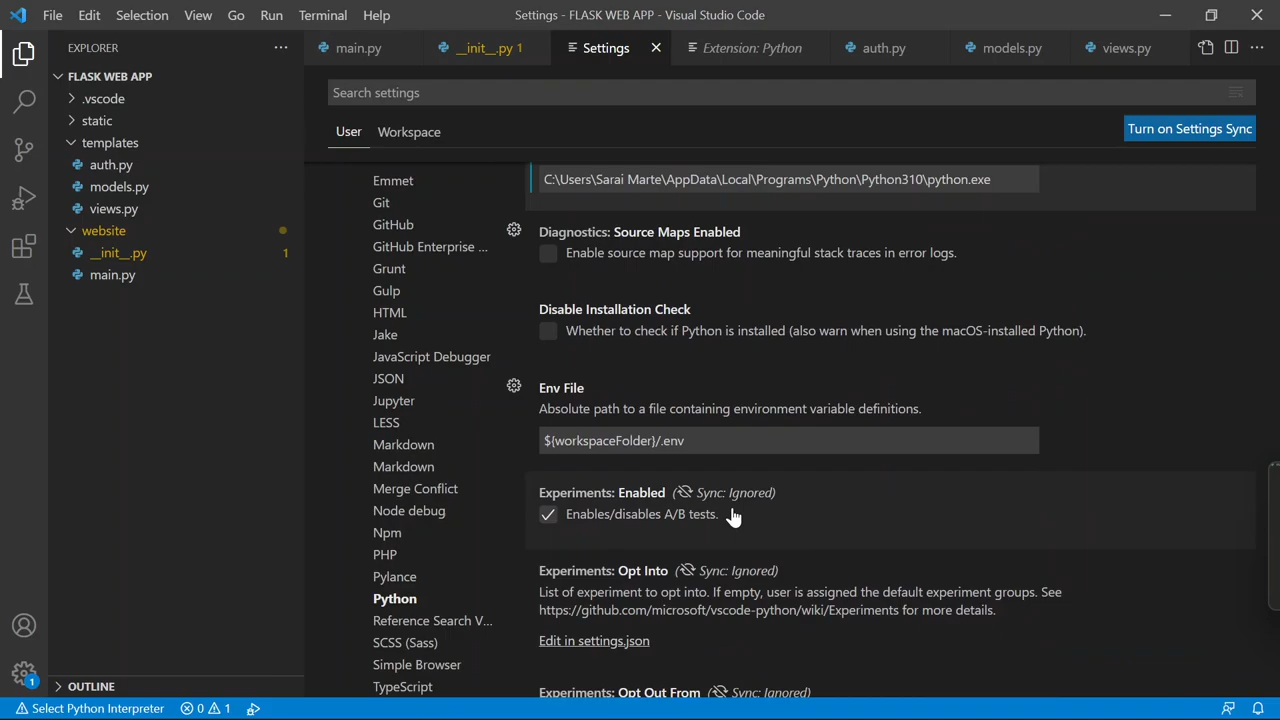 File Edit Selection View Go Run Terminal Help Settings - FLASK WEB APP - Visual Studio Code
EXPLORER
main.py __init__.py 1 Settings Extension: Python auth.py models.py views.py
FLASK WEB APP
.vscode
static
templates
auth.py
models.py
views.py
website
__init__.py 1
main.py
OUTLINE
Search settings
User Workspace
Turn on Settings Sync
Emmet
Git
GitHub
GitHub Enterprise ...
Grunt
Gulp
HTML
Jake
JavaScript Debugger
JSON
Jupyter
LESS
Markdown
Markdown
Merge Conflict
Node debug
Npm
PHP
Pylance
Python
Reference Search V...
SCSS (Sass)
Simple Browser
TypeScript
C:\Users\Sarai Marte\AppData\Local\Programs\Python\Python310\python.exe
Diagnostics: Source Maps Enabled
Enable source map support for meaningful stack traces in error logs.
Disable Installation Check
Whether to check if Python is installed (also warn when using the macOS-installed Python).
Env File
Absolute path to a file containing environment variable definitions.
${workspaceFolder}/.env
Experiments: Enabled (Sync: Ignored)
Enables/disables A/B tests.
Experiments: Opt Into (Sync: Ignored)
List of experiment to opt into. If empty, user is assigned the default experiment groups. See
https://github.com/microsoft/vscode-python/wiki/Experiments for more details.
Edit in settings.json
Experiments: Opt Out From (Sync: Ignored)
1
Select Python Interpreter 0 1